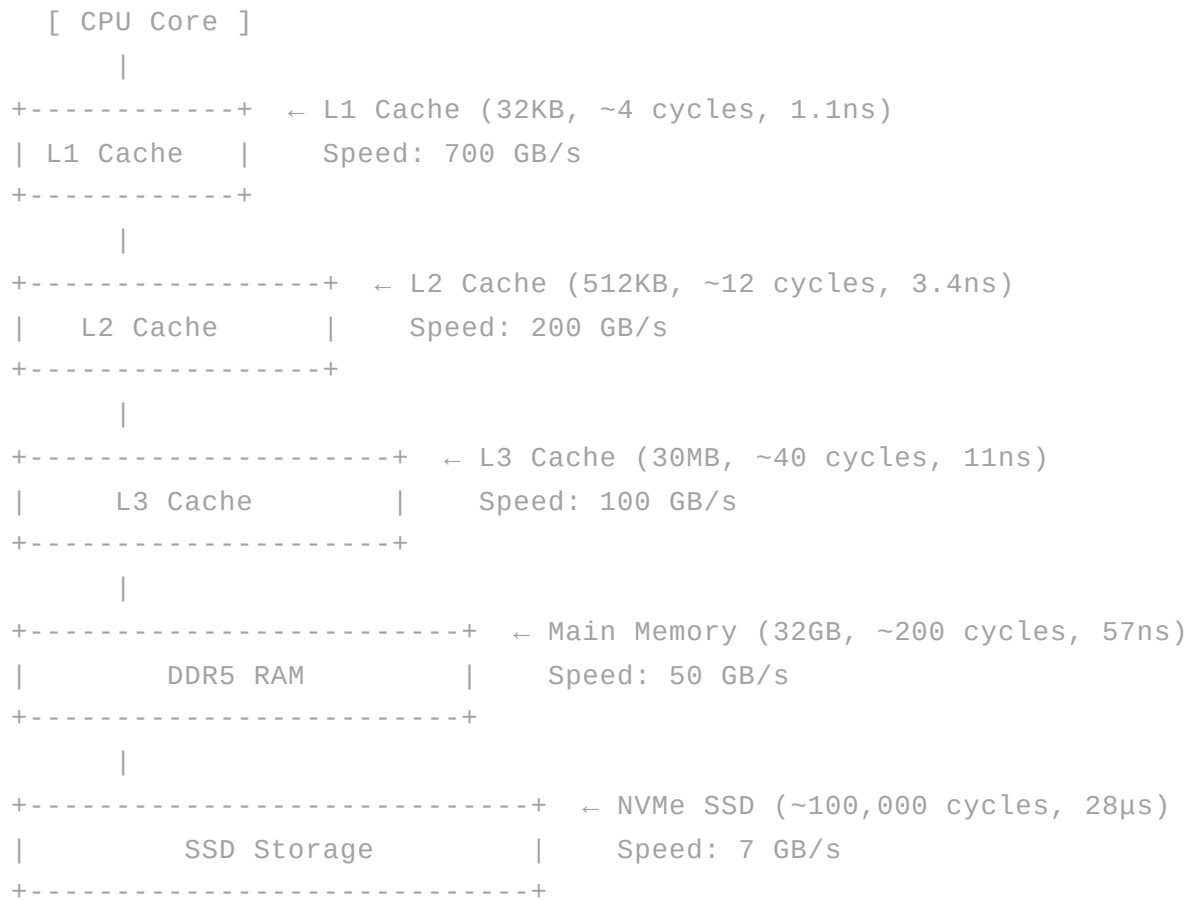 [ CPU Core ]
|
+------------+ ← L1 Cache (32KB, ~4 cycles, 1.1ns)
| L1 Cache | Speed: 700 GB/s
+------------+
|
+-----------------+ ← L2 Cache (512KB, ~12 cycles, 3.4ns)
| L2 Cache | Speed: 200 GB/s
+-----------------+
|
+---------------------+ ← L3 Cache (30MB, ~40 cycles, 11ns)
| L3 Cache | Speed: 100 GB/s
+---------------------+
|
+-------------------------+ ← Main Memory (32GB, ~200 cycles, 57ns)
| DDR5 RAM | Speed: 50 GB/s
+-------------------------+
|
+-----------------------------+ ← NVMe SSD (~100,000 cycles, 28µs)
| SSD Storage | Speed: 7 GB/s
+-----------------------------+